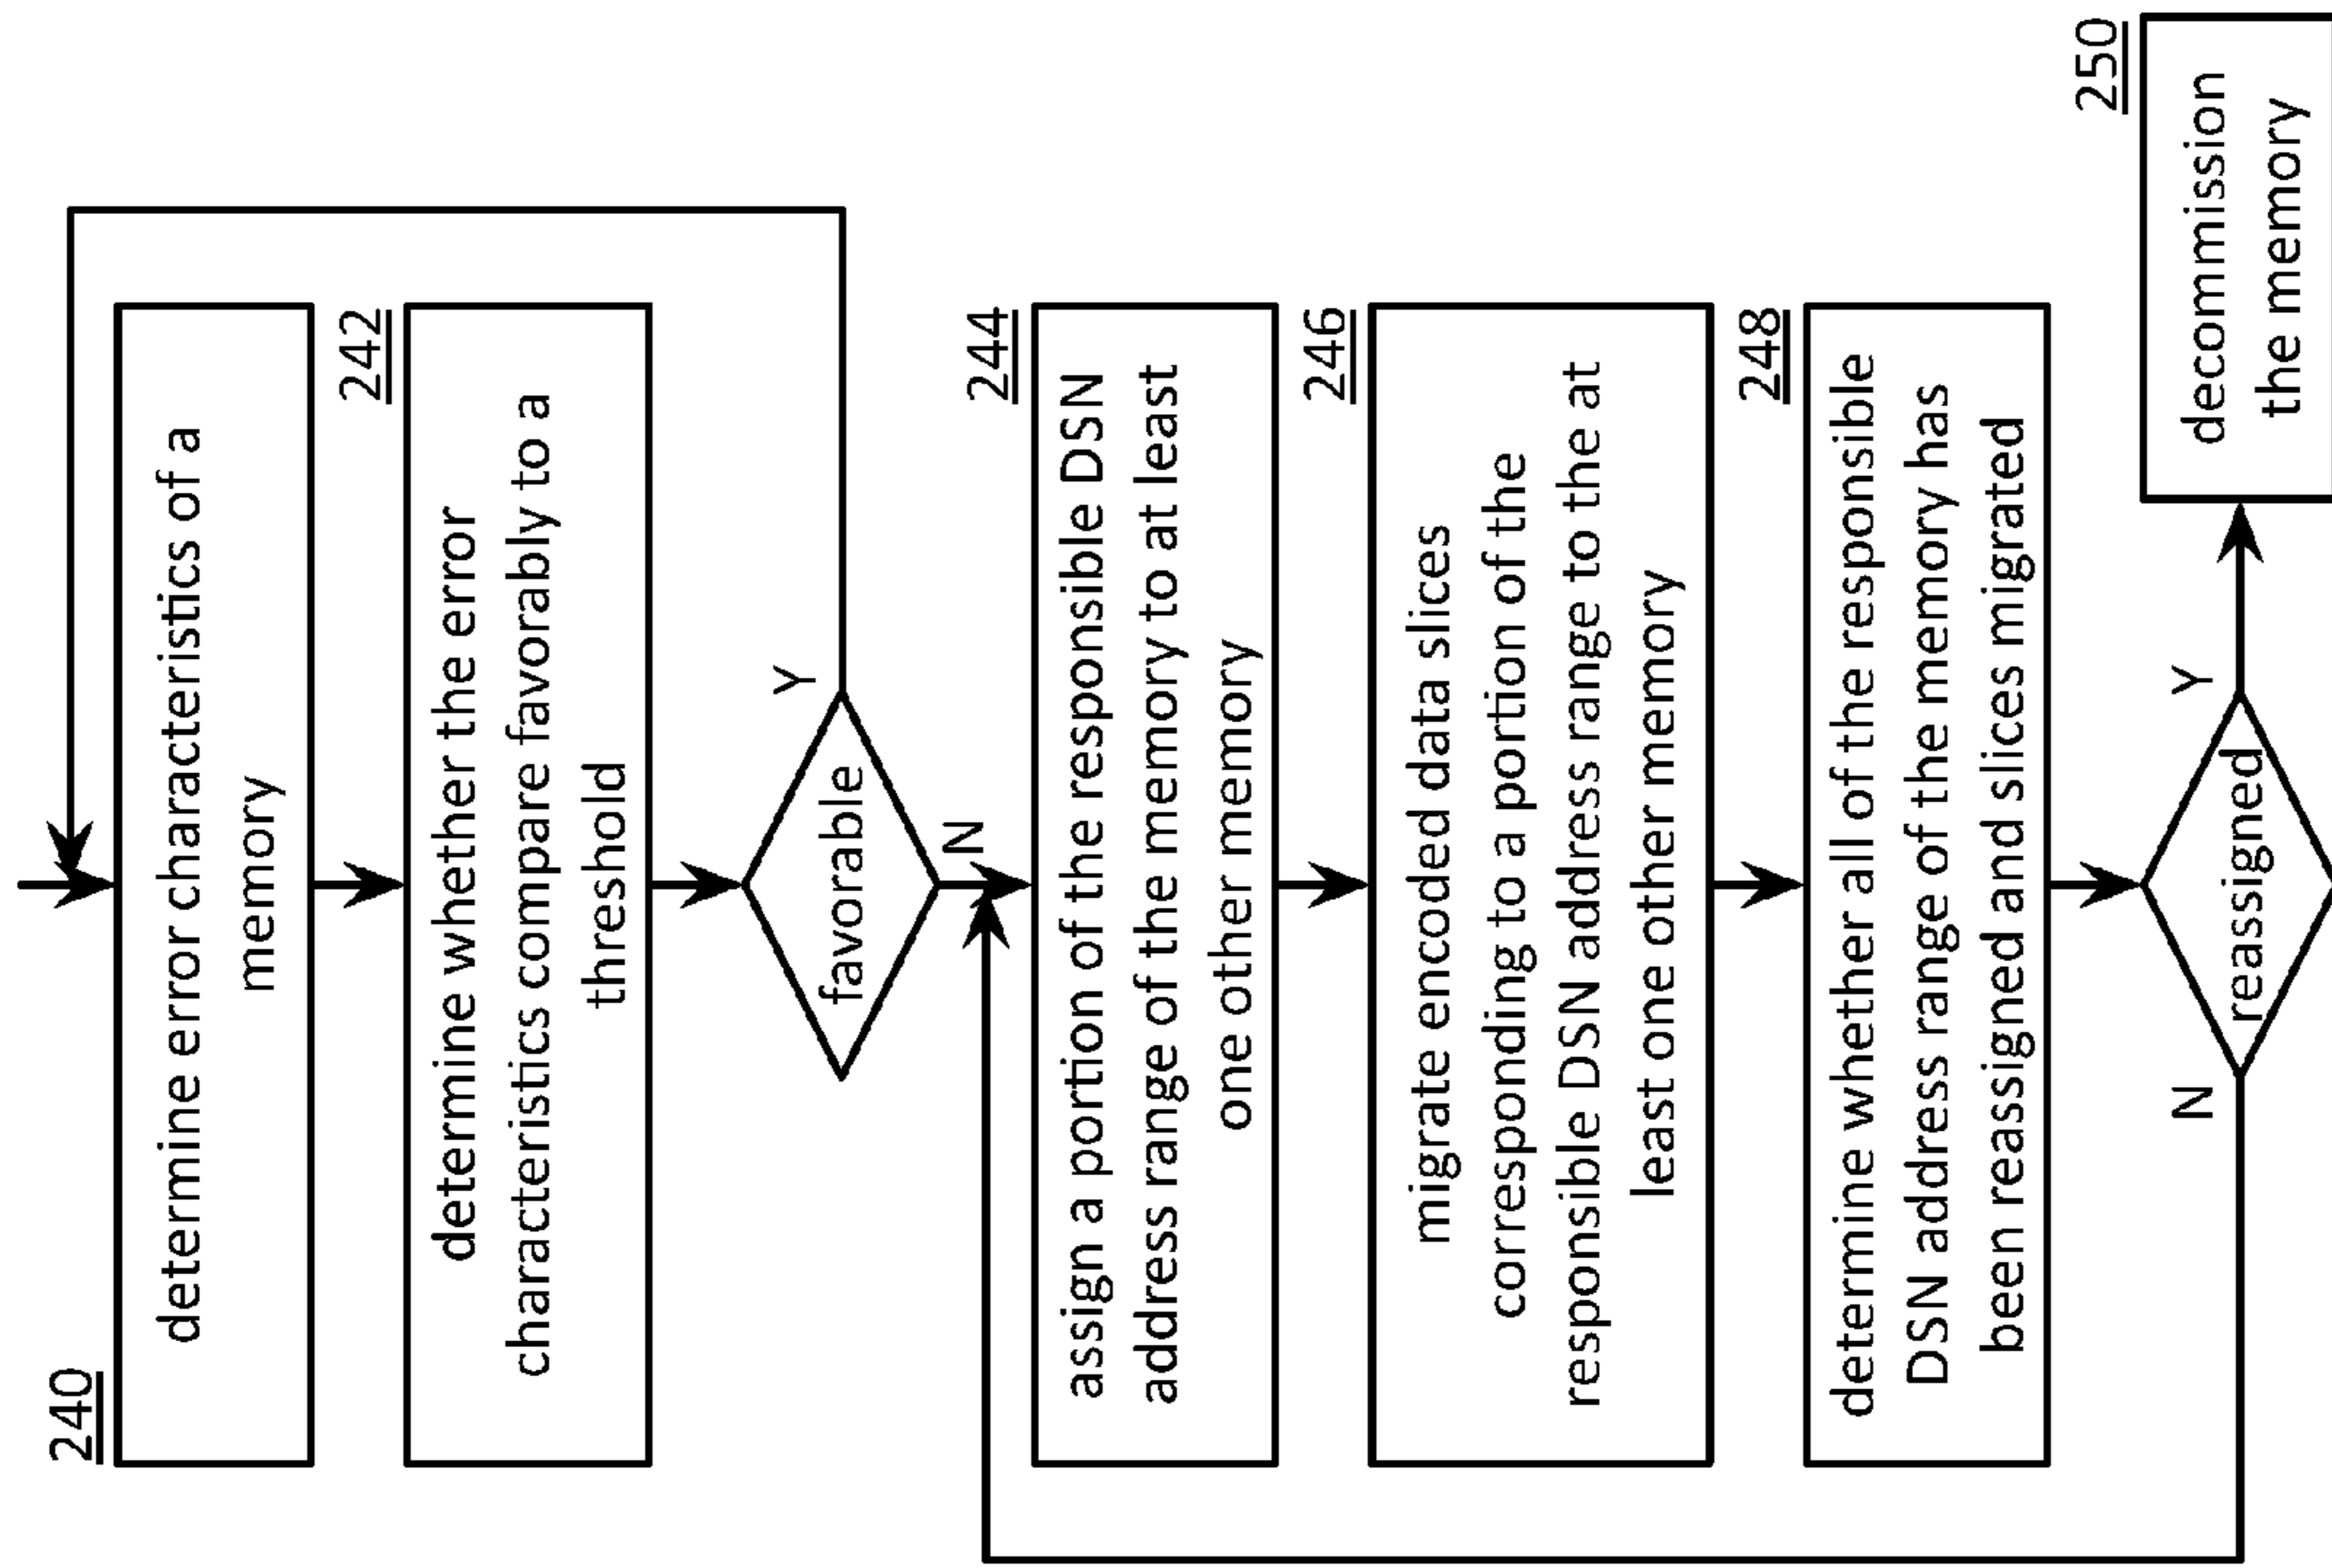 240
determine error characteristics of a
memory
242
determine whether the error
characteristics compare favorably to a
threshold
favorable
Y
N
244
assign a portion of the responsible DSN
address range of the memory to at least
one other memory
246
migrate encoded data slices
corresponding to a portion of the
responsible DSN address range to the at
least one other memory
248
determine whether all of the responsible
DSN address range of the memory has
been reassigned and slices migrated
N
reassigned
Y
250
decommission
the memory